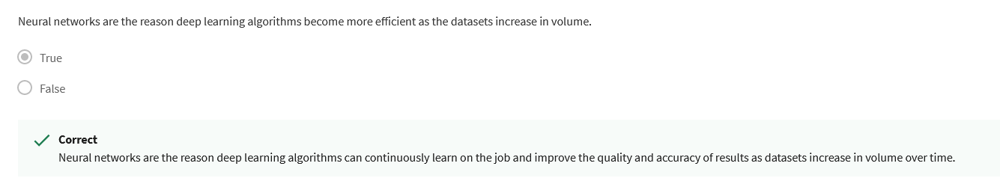 Neural networks are the reason deep learning algorithms become more efficient as the datasets increase in volume.
True
False
Correct
Neural networks are the reason deep learning algorithms can continuously learn on the job and improve the quality and accuracy of results as datasets increase in volume over time.